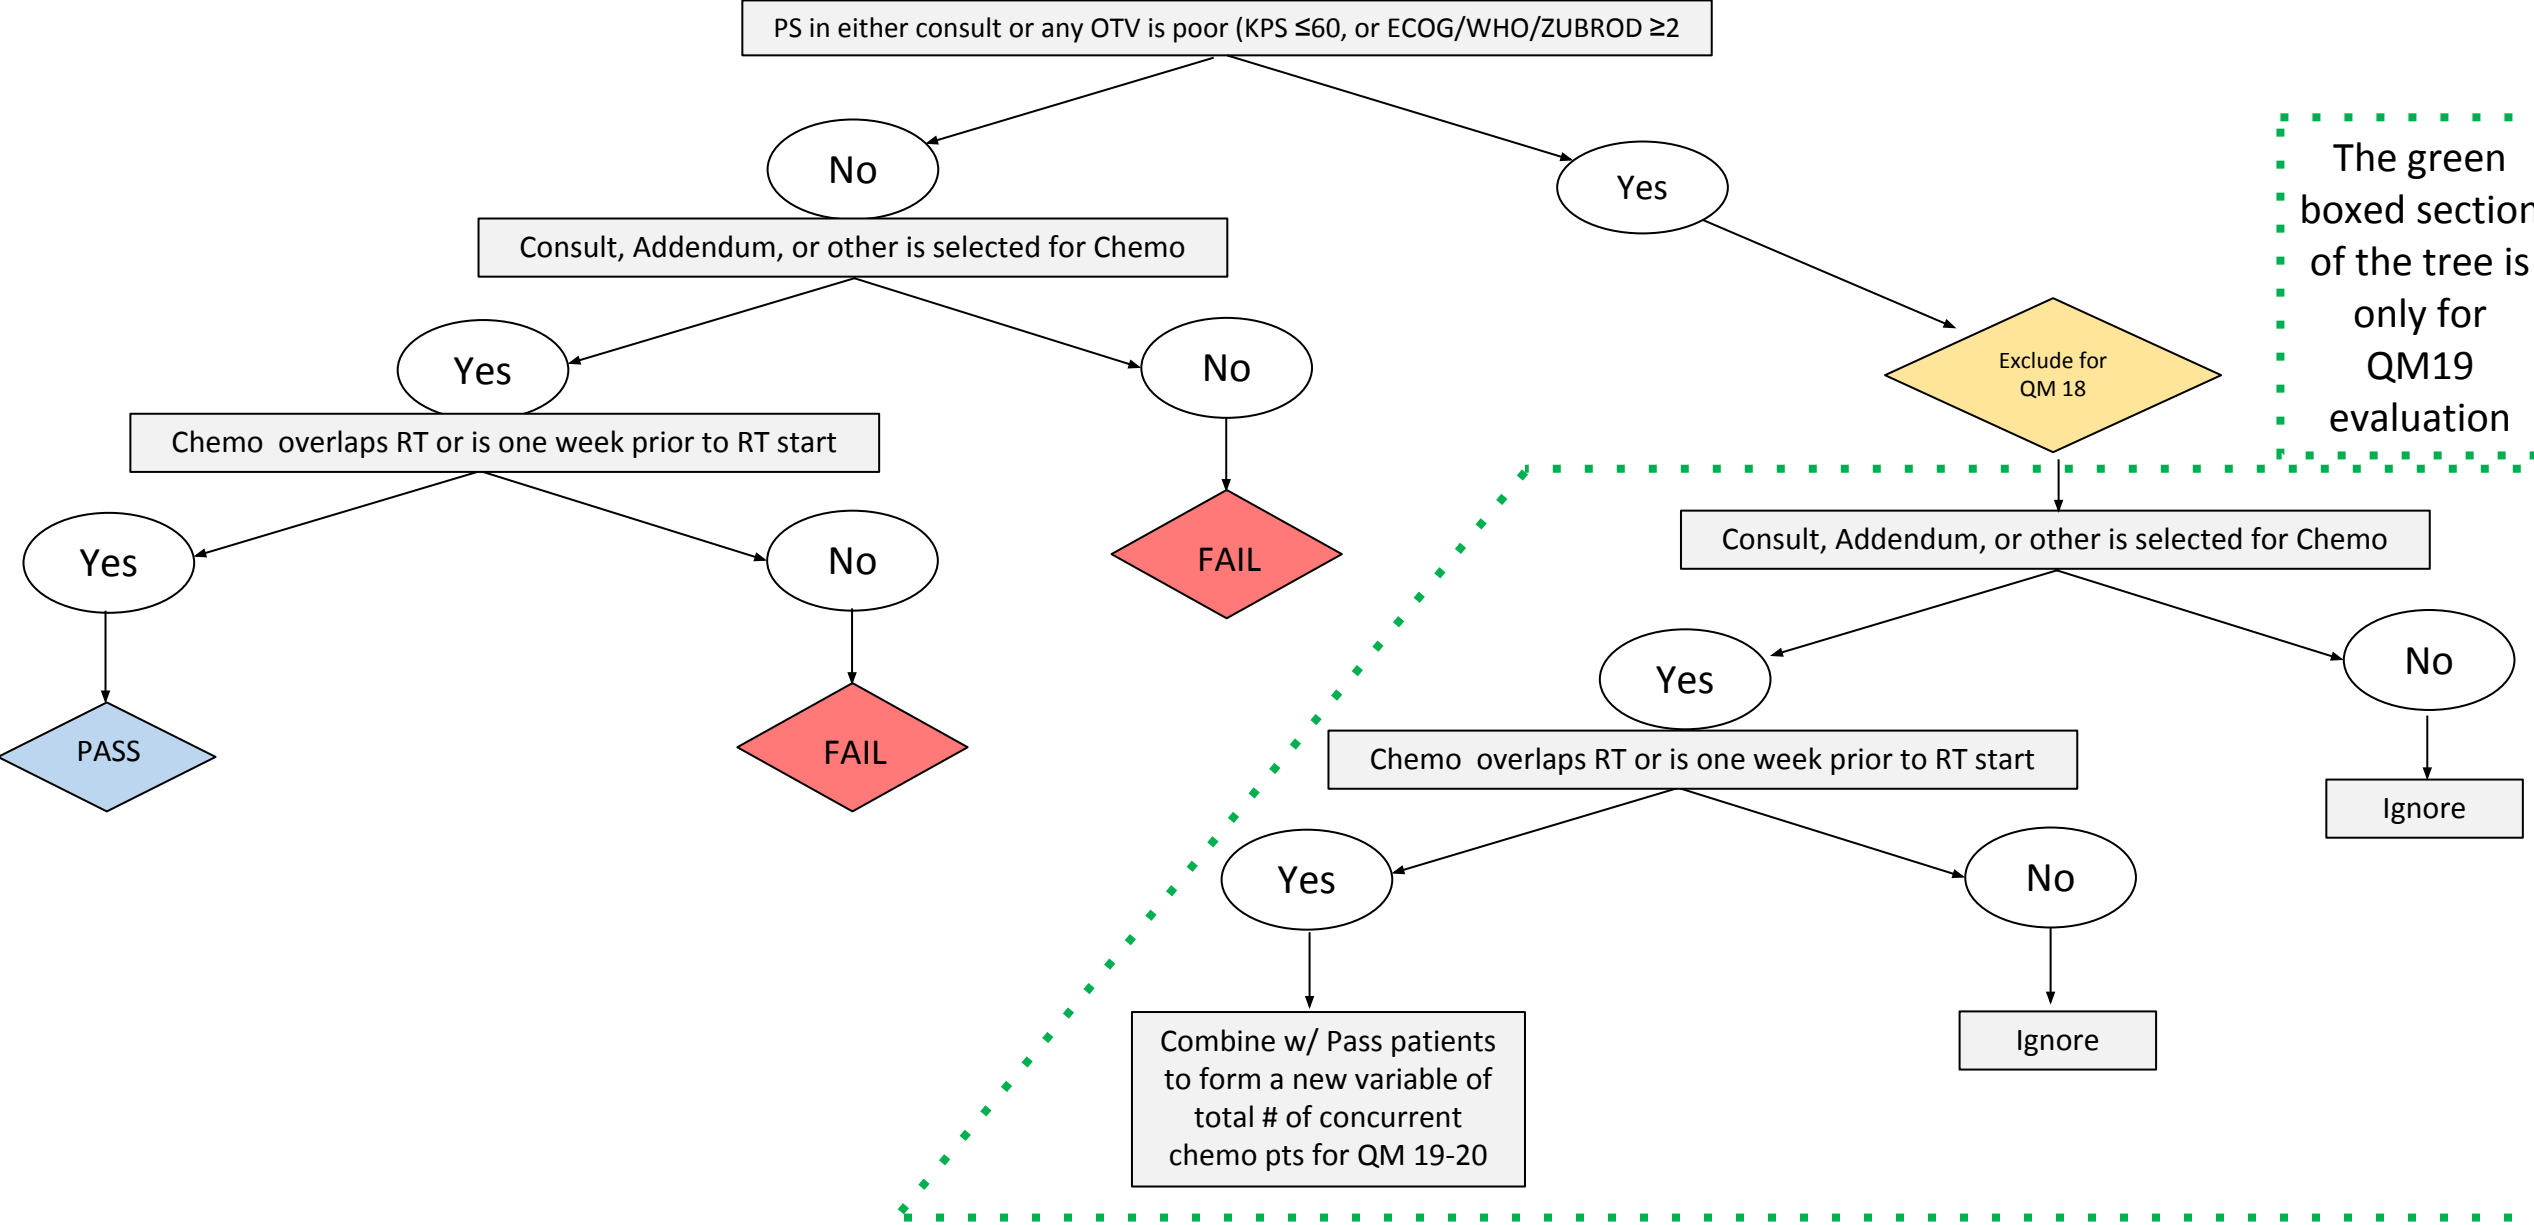 PS in either consult or any OTV is poor (KPS ≤60, or ECOG/WHO/ZUBROD ≥2
No
Yes
The green
boxed section
of the tree is
only for
QM19
evaluation
Consult, Addendum, or other is selected for Chemo
Yes
No
Exclude for
QM 18
Chemo overlaps RT or is one week prior to RT start
Yes
No
FAIL
Consult, Addendum, or other is selected for Chemo
PASS
FAIL
Yes
No
Chemo overlaps RT or is one week prior to RT start
Ignore
Yes
No
Combine w/ Pass patients
to form a new variable of
total # of concurrent
chemo pts for QM 19-20
Ignore